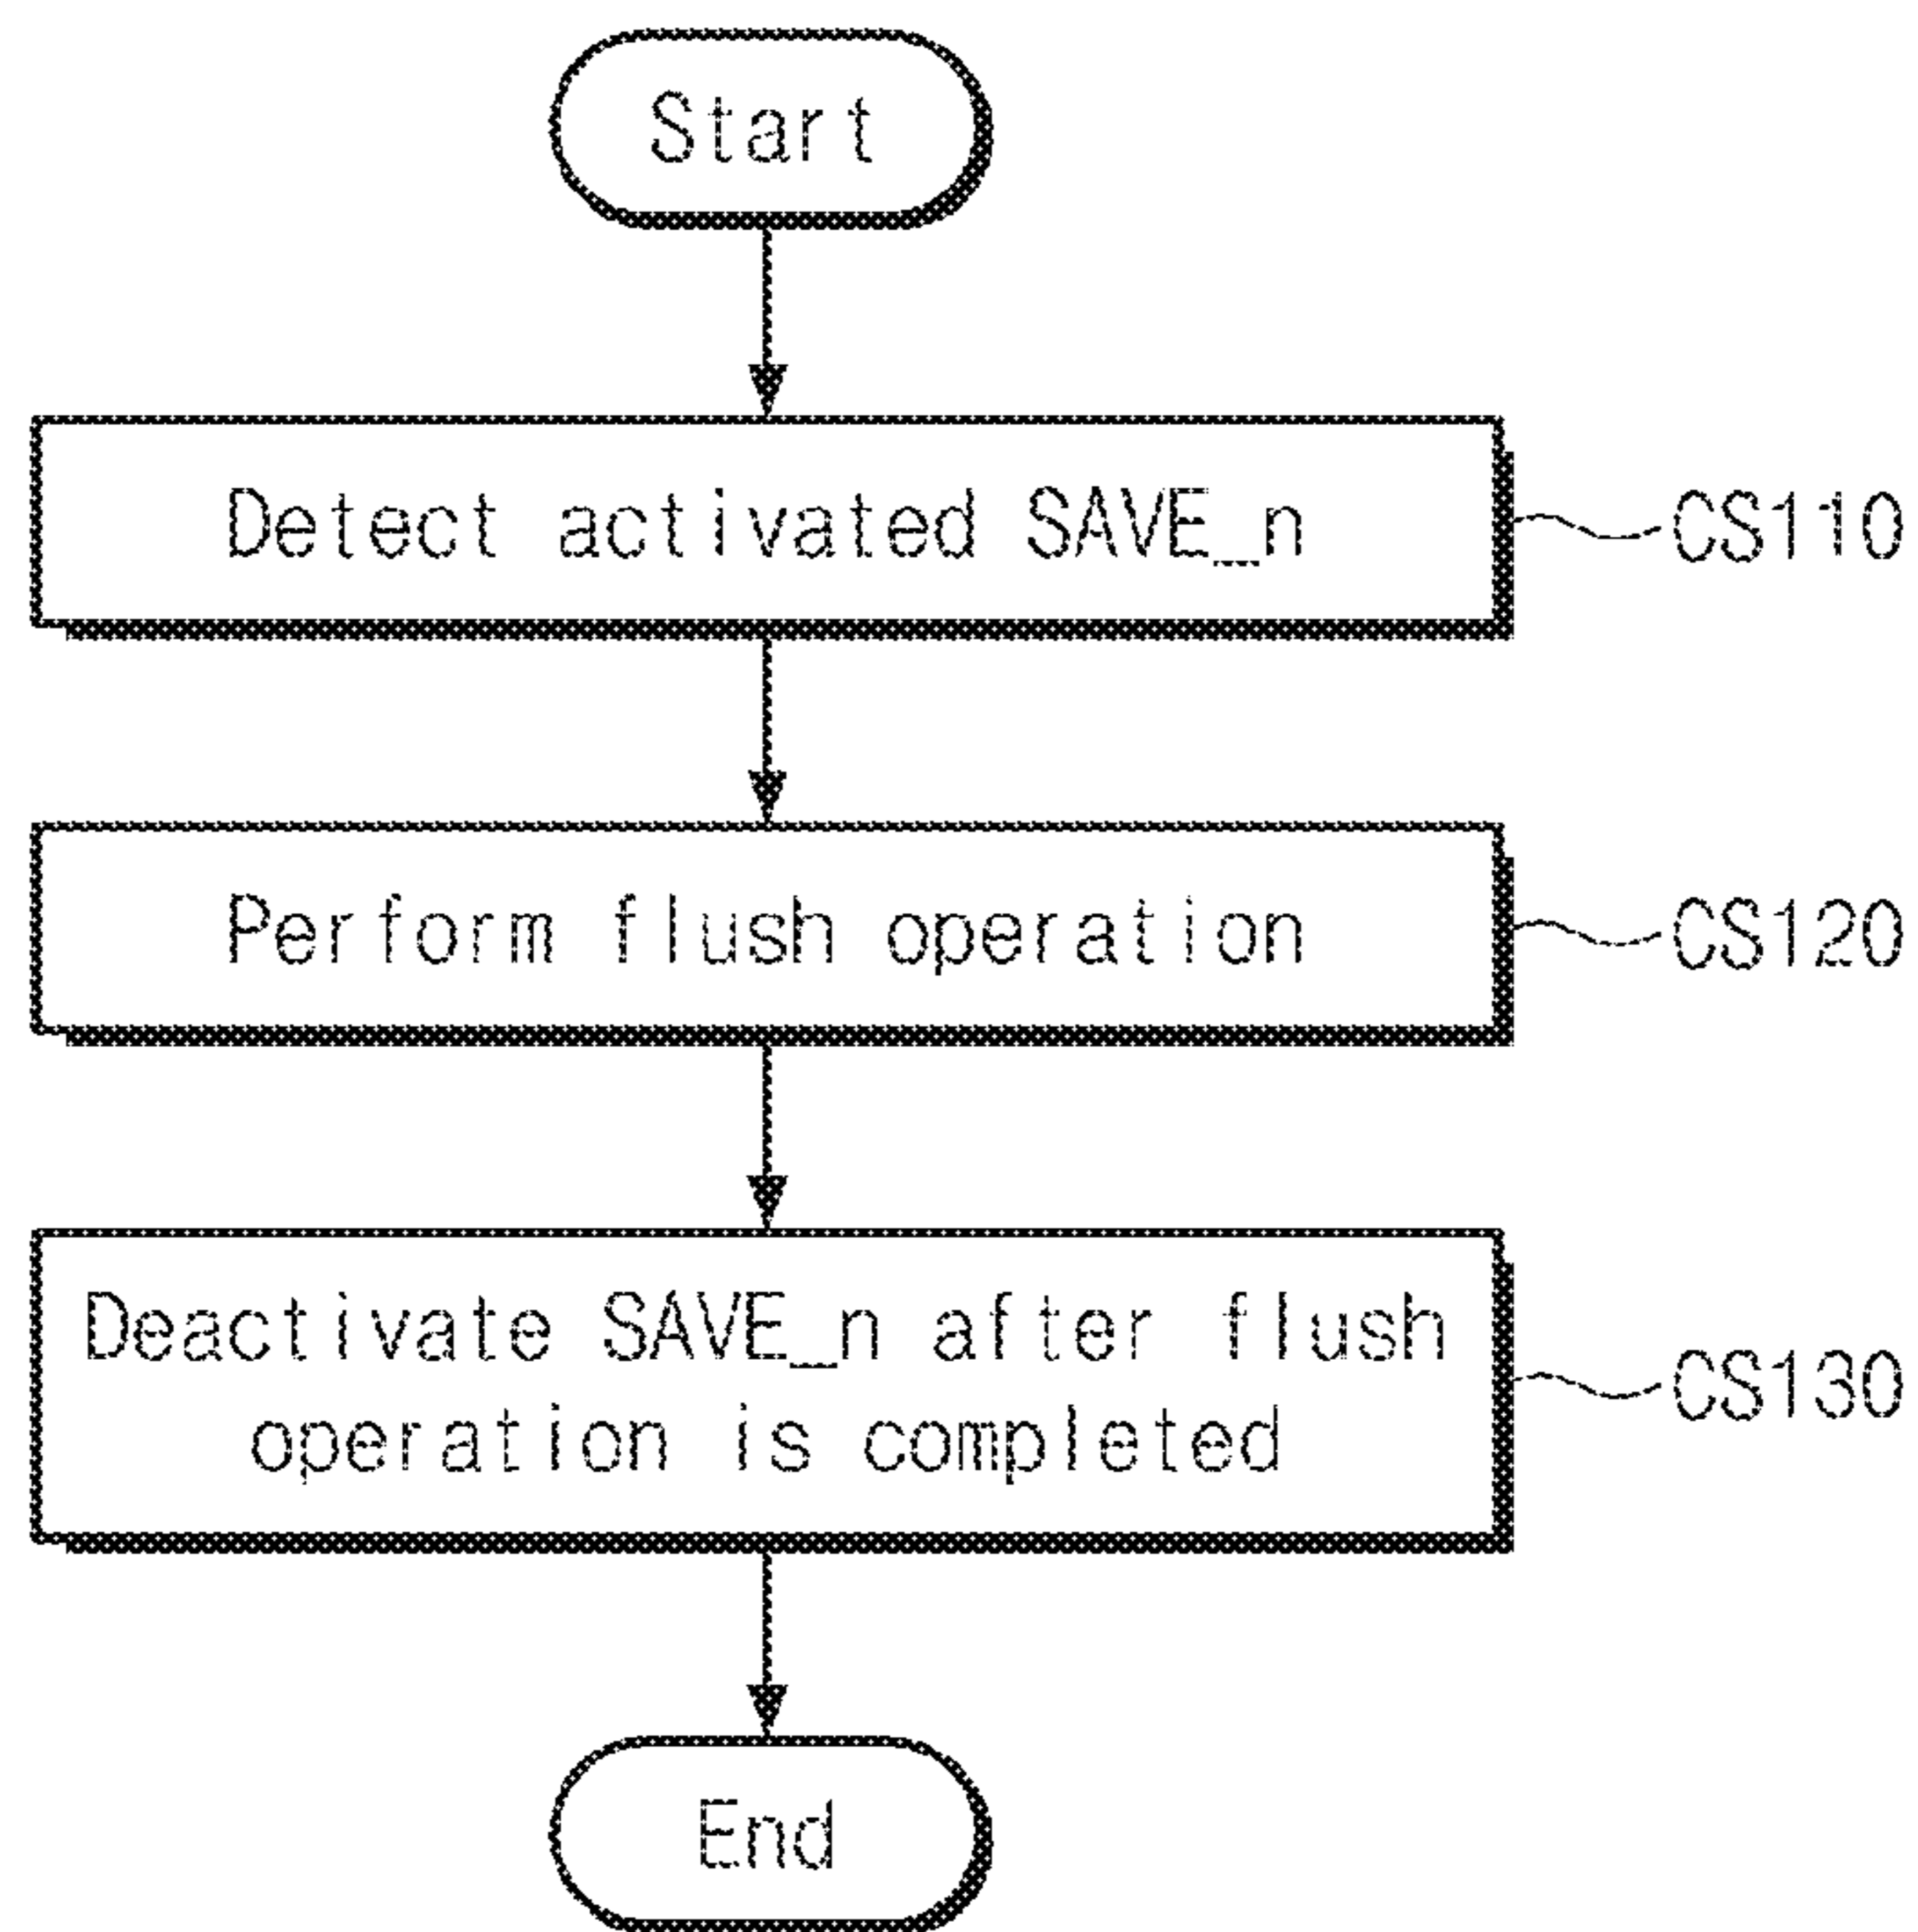 Start
Detect activated SAVE_n
CS110
Perform flush operation
CS120
Deactivate SAVE_n after flush
operation is completed
CS130
End